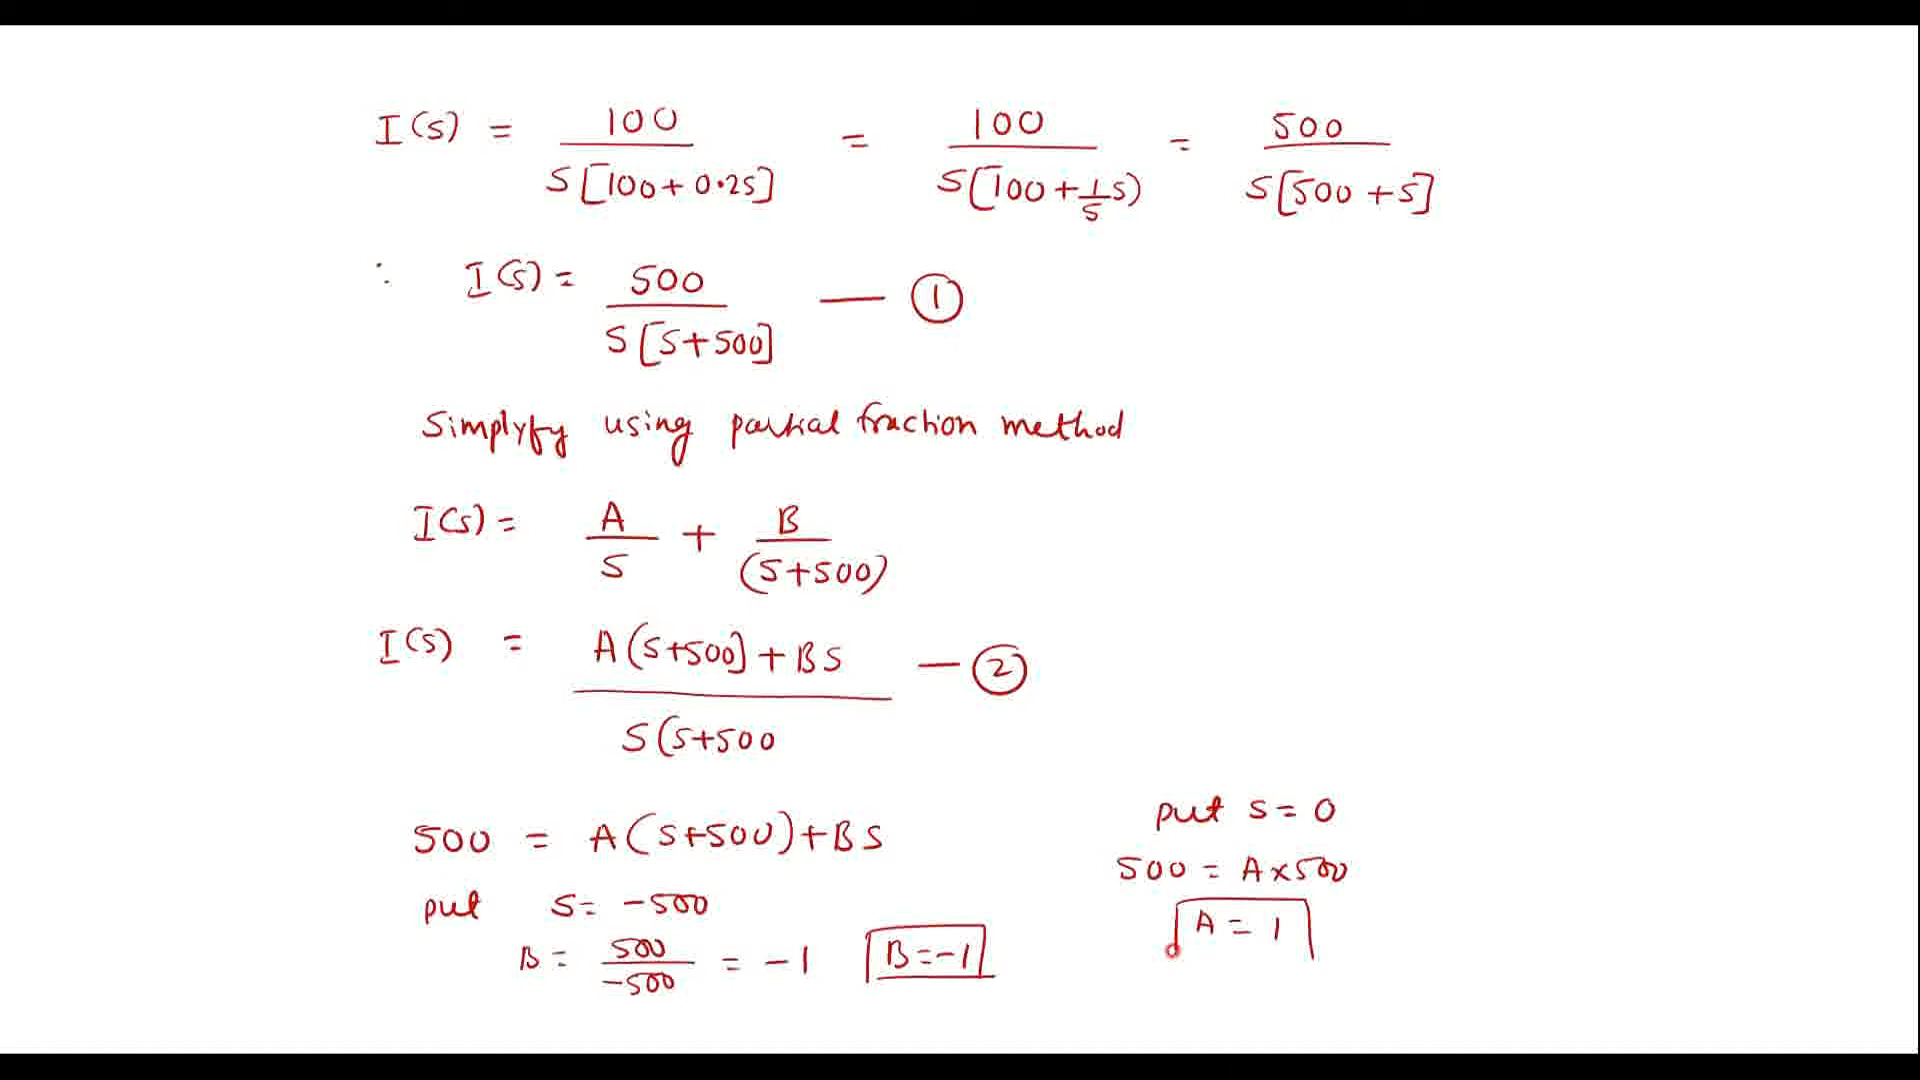 I(s) = 100 / S[100+0.2S] = 100 / S[100+1/5 S) = 500 / S[500+S]
∴ I(s) = 500 / S[S+500] — ①
Simplyfy using partial fraction method
I(s) = A / S + B / (S+500)
I(s) = A(S+500] + BS / S(S+500 — ②
500 = A(S+500)+BS
put S = -500
B = 500 / -500 = -1 B=-1
put S = 0
500 = A×500
A = 1